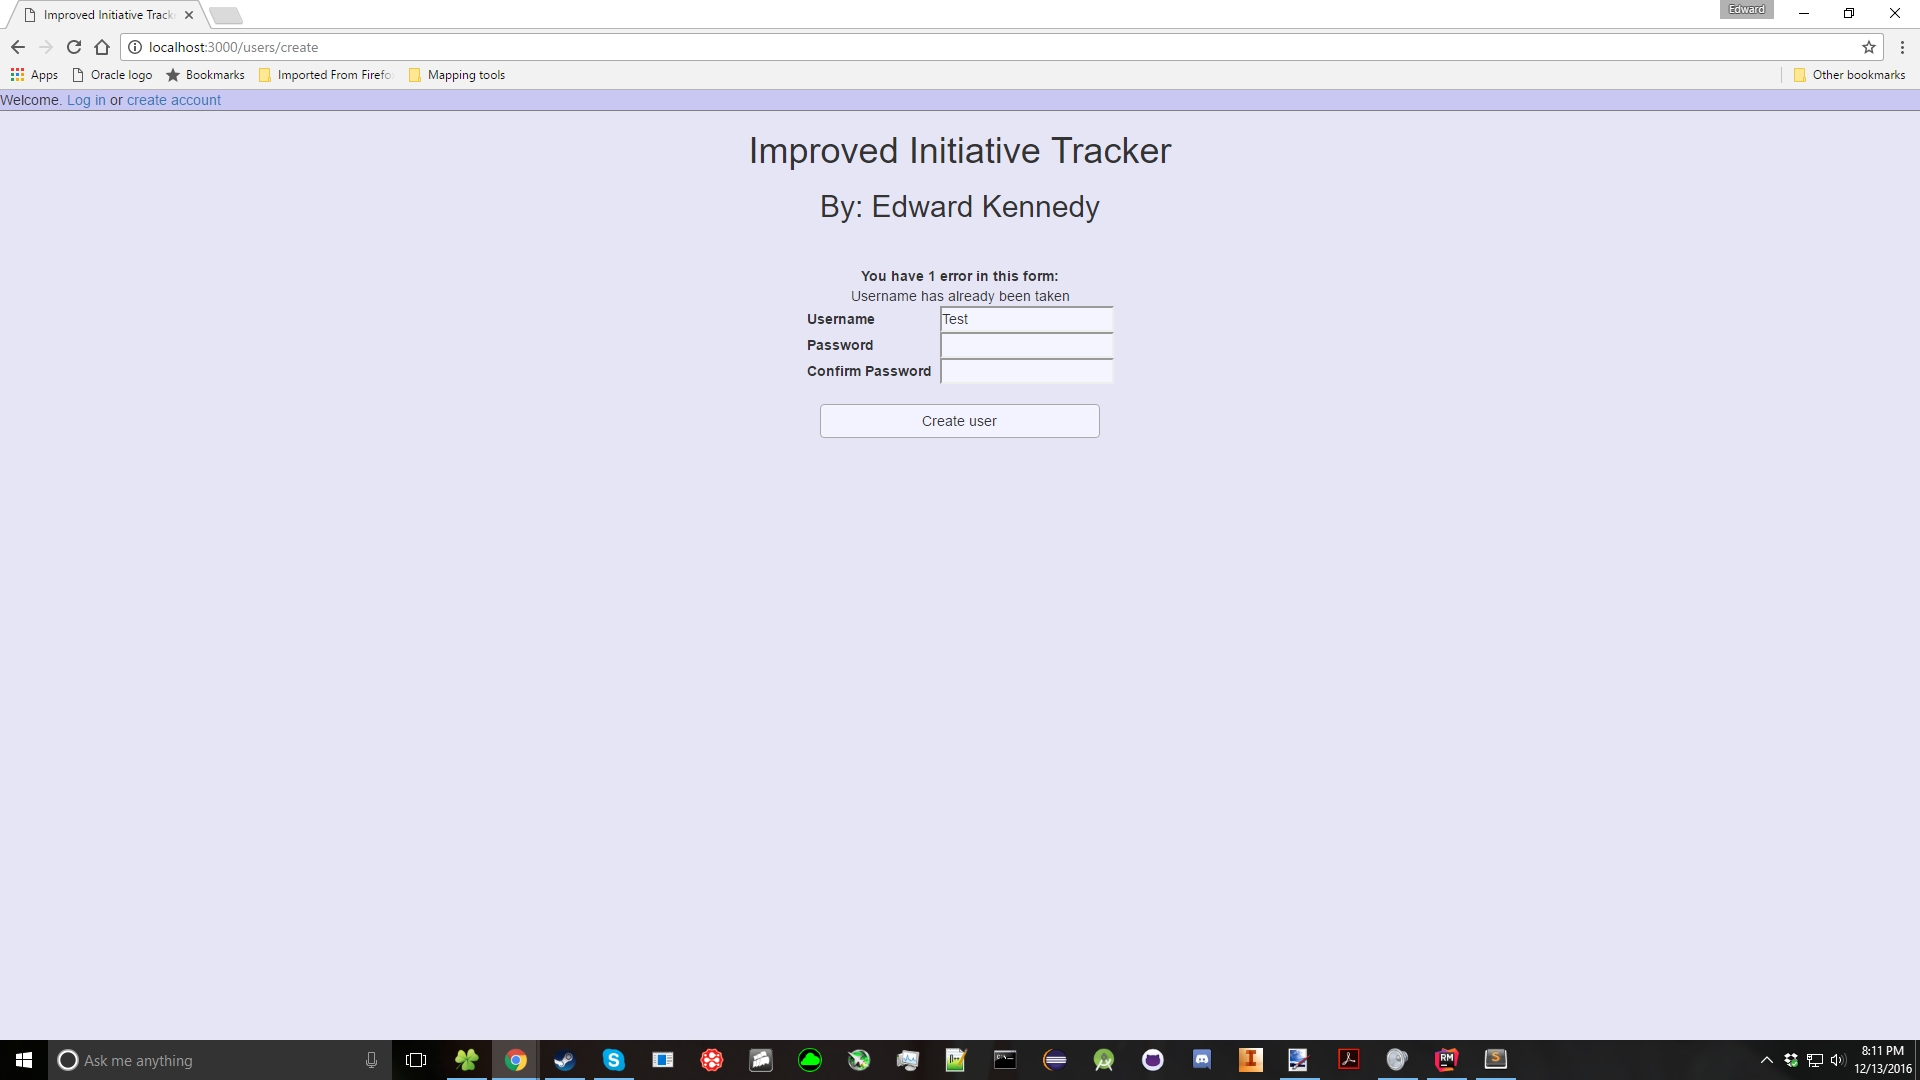 Improved Initiative Track
Edward
localhost:3000/users/create
Apps
Oracle logo
Bookmarks
Imported From Firefo
Mapping tools
Other bookmarks
Welcome. Log in or create account
Improved Initiative Tracker
By: Edward Kennedy
You have 1 error in this form:
Username has already been taken
Username Test
Password
Confirm Password
Create user
Ask me anything
8:11 PM
12/13/2016